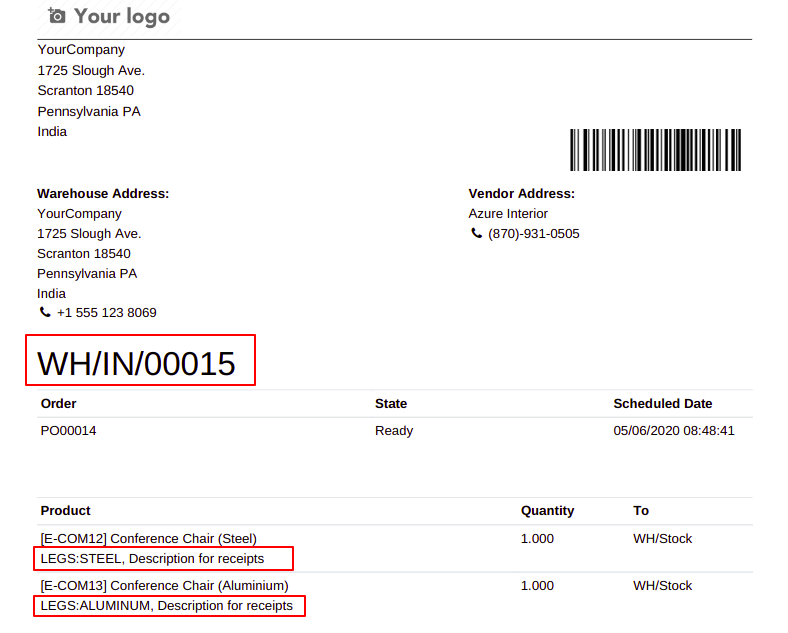 Your logo
YourCompany
1725 Slough Ave.
Scranton 18540
Pennsylvania PA
India
Warehouse Address:
YourCompany
1725 Slough Ave.
Scranton 18540
Pennsylvania PA
India
+1 555 123 8069
Vendor Address:
Azure Interior
(870)-931-0505
WH/IN/00015
Order State Scheduled Date
PO00014 Ready 05/06/2020 08:48:41
Product Quantity To
[E-COM12] Conference Chair (Steel) 1.000 WH/Stock
LEGS:STEEL, Description for receipts
[E-COM13] Conference Chair (Aluminium) 1.000 WH/Stock
LEGS:ALUMINUM, Description for receipts